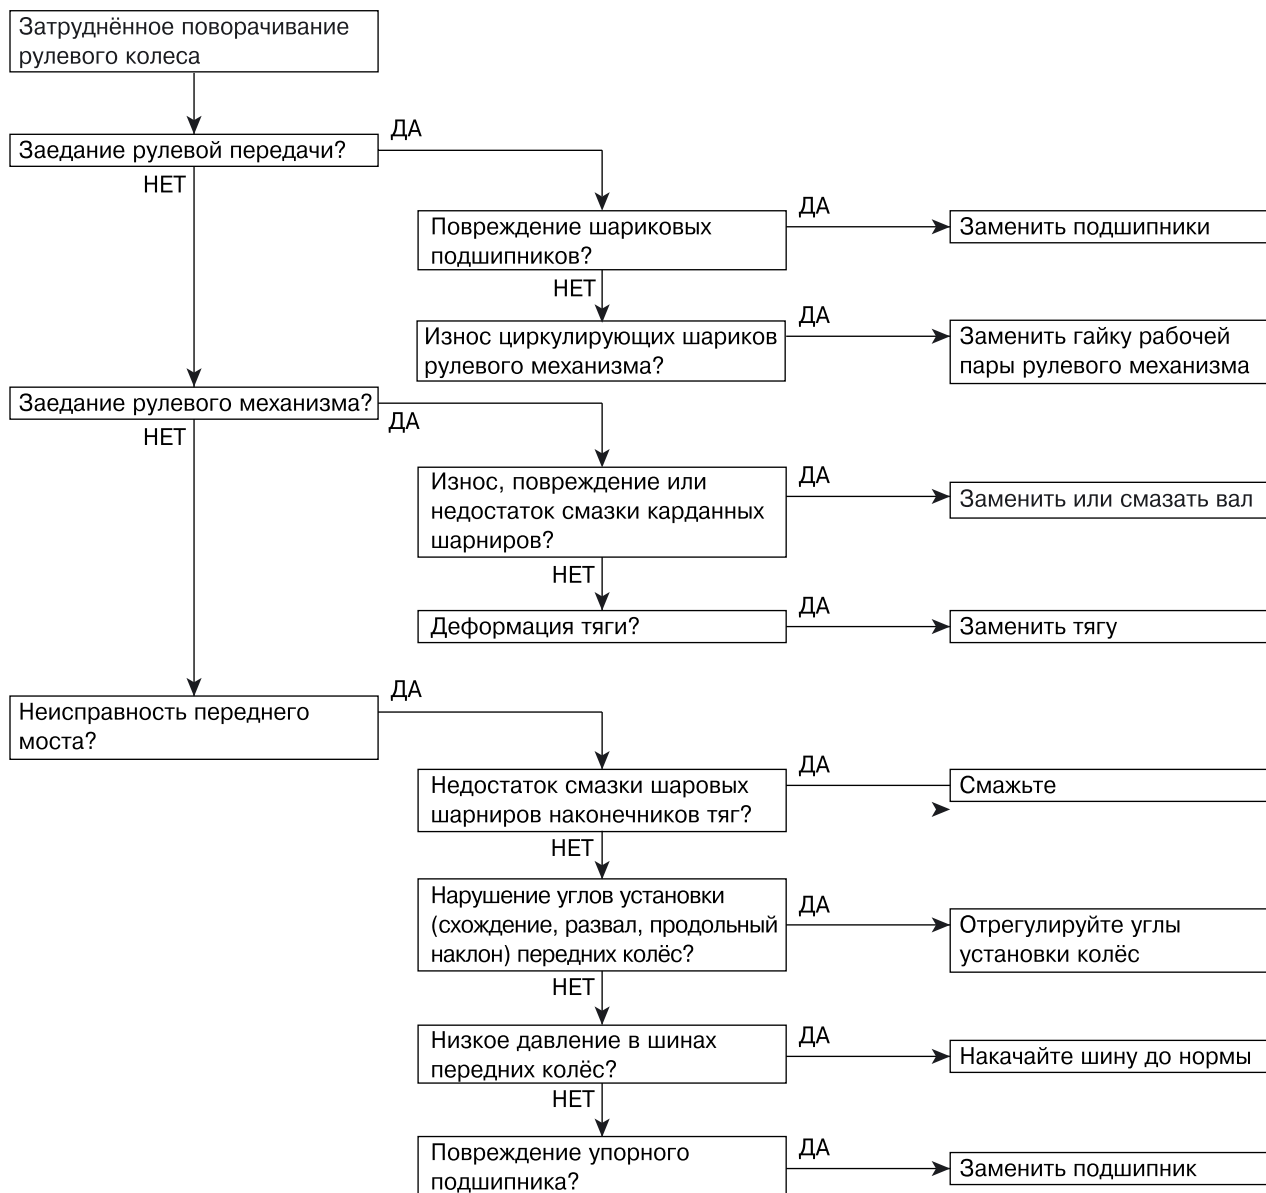 Затруднённое поворачивание
рулевого колеса
Заедание рулевой передачи?
ДА
НЕТ
Повреждение шариковых
подшипников?
ДА
Заменить подшипники
НЕТ
Износ циркулирующих шариков
рулевого механизма?
ДА
Заменить гайку рабочей
пары рулевого механизма
Заедание рулевого механизма?
ДА
НЕТ
Износ, повреждение или
недостаток смазки карданных
шарниров?
ДА
Заменить или смазать вал
НЕТ
Деформация тяги?
ДА
Заменить тягу
Неисправность переднего
моста?
ДА
Недостаток смазки шаровых
шарниров наконечников тяг?
ДА
Смажьте
НЕТ
Нарушение углов установки
(схождение, развал, продольный
наклон) передних колёс?
ДА
Отрегулируйте углы
установки колёс
НЕТ
Низкое давление в шинах
передних колёс?
ДА
Накачайте шину до нормы
НЕТ
Повреждение упорного
подшипника?
ДА
Заменить подшипник